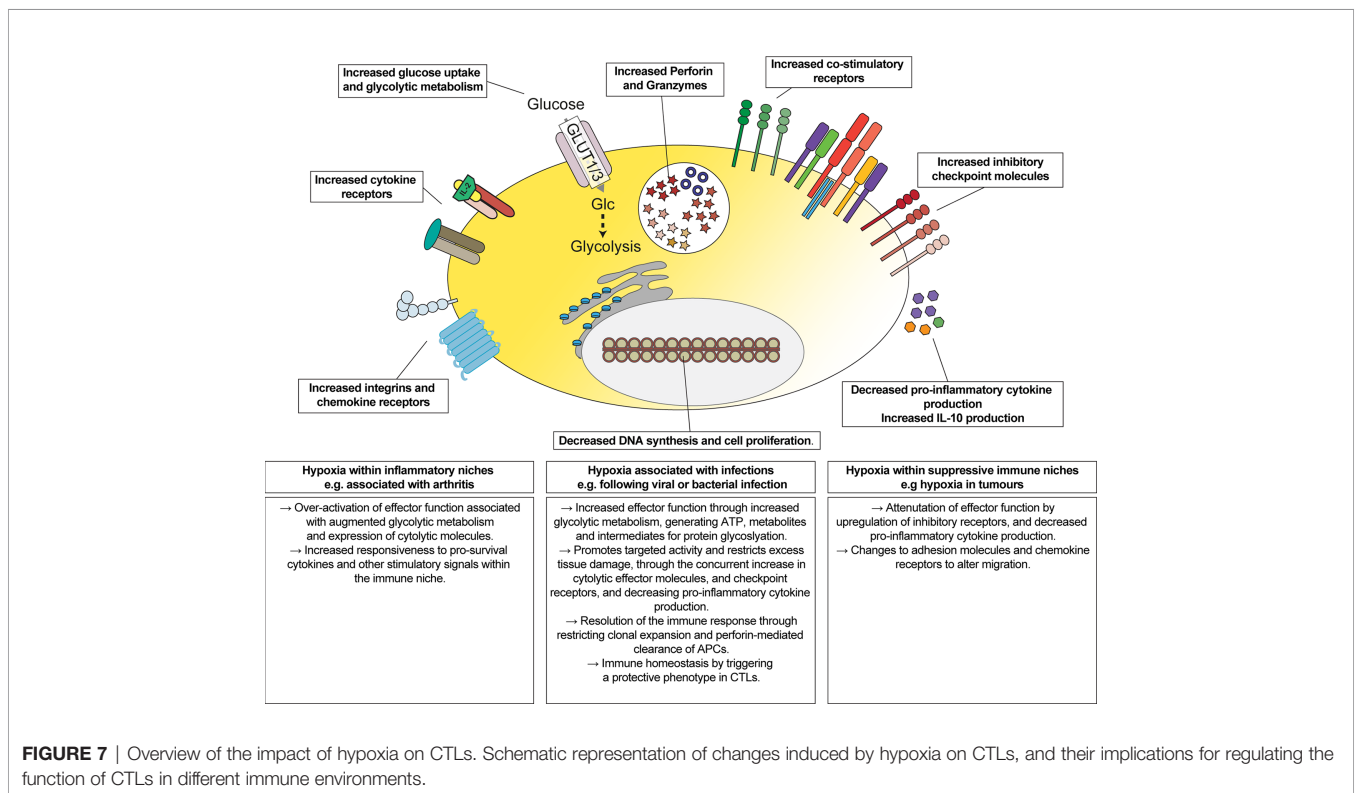 Increased glucose uptake
and glycolytic metabolism
Increased Perforin
and Granzymes
Increased co-stimulatory
receptors
Glucose
GLUT1/3
Glc
Glycolysis
Increased cytokine
receptors
IL-2
Increased inhibitory
checkpoint molecules
Increased integrins and
chemokine receptors
Decreased pro-inflammatory cytokine
production
Increased IL-10 production
Decreased DNA synthesis and cell proliferation.
Hypoxia within inflammatory niches
e.g. associated with arthritis
→ Over-activation of effector function associated
with augmented glycolytic metabolism
and expression of cytolytic molecules.
→ Increased responsiveness to pro-survival
cytokines and other stimulatory signals within
the immune niche.
Hypoxia associated with infections
e.g. following viral or bacterial infection
→ Increased effector function through increased
glycolytic metabolism, generating ATP, metabolites
and intermediates for protein glycoslyation.
→ Promotes targeted activity and restricts excess
tissue damage, through the concurrent increase in
cytolytic effector molecules, and checkpoint
receptors, and decreasing pro-inflammatory cytokine
production.
→ Resolution of the immune response through
restricting clonal expansion and perforin-mediated
clearance of APCs.
→ Immune homeostasis by triggering
a protective phenotype in CTLs.
Hypoxia within suppressive immune niches
e.g hypoxia in tumours
→ Attenutation of effector function by
upregulation of inhibitory receptors, and decreased
pro-inflammatory cytokine production.
→ Changes to adhesion molecules and chemokine
receptors to alter migration.
FIGURE 7 | Overview of the impact of hypoxia on CTLs. Schematic representation of changes induced by hypoxia on CTLs, and their implications for regulating the
function of CTLs in different immune environments.